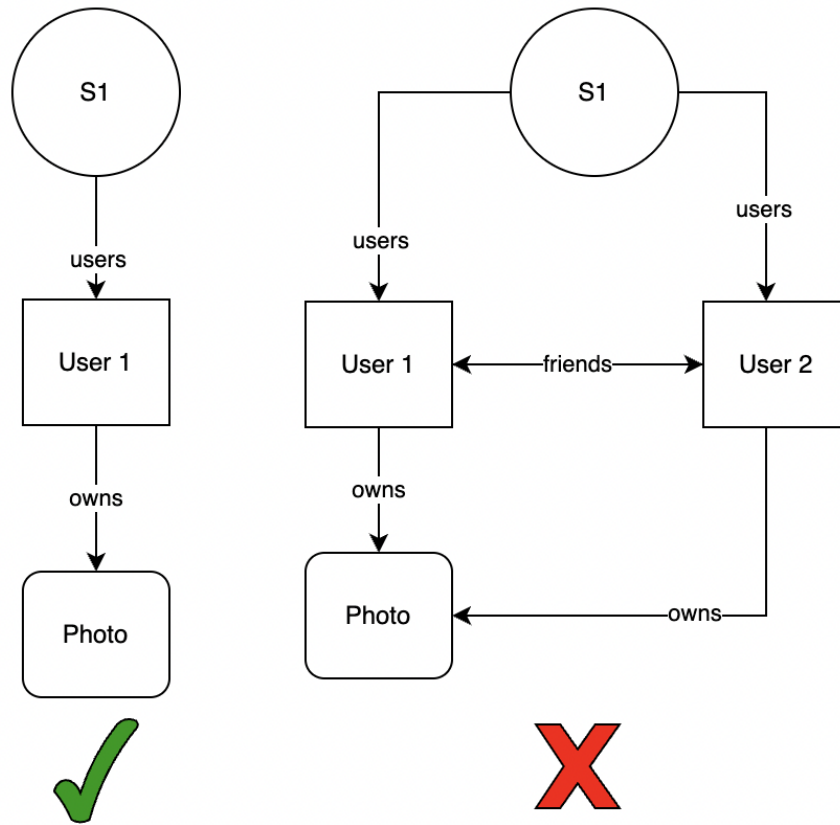 S1
users
User 1
owns
Photo
S1
users
users
User 1
friends
User 2
owns
Photo
owns